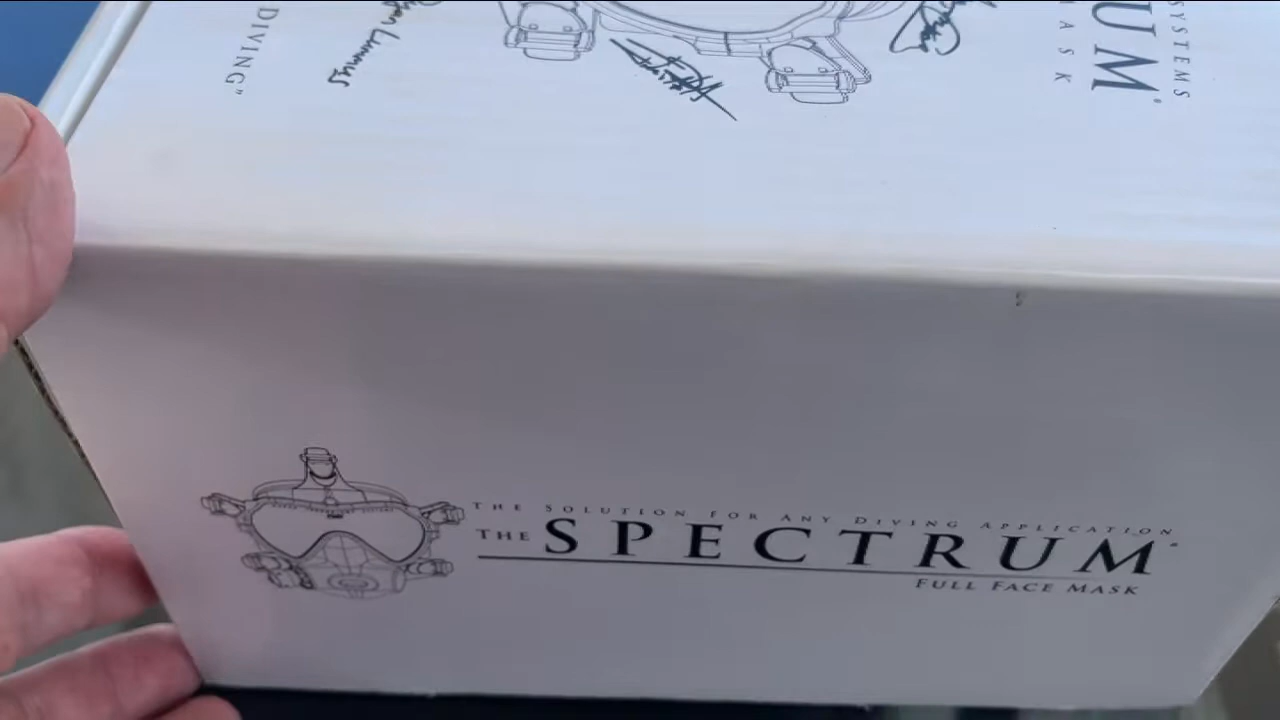 DIVING"
SYSTEMS
UM
ASK
THE SOLUTION FOR ANY DIVING APPLICATION
THE SPECTRUM®
FULL FACE MASK